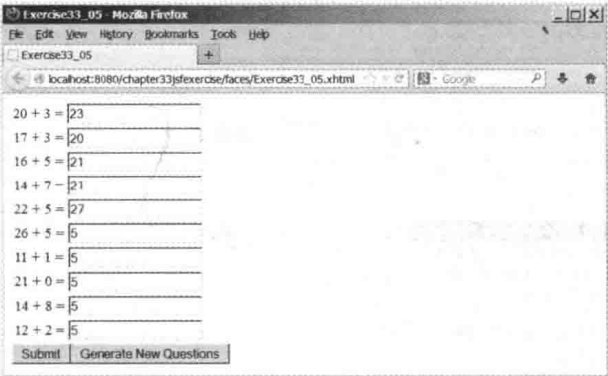 Exercise33_05 - Mozilla Firefox
File Edit View History Bookmarks Tools Help
Exercise33_05 +
localhost:8080/chapter33jsfexercise/faces/Exercise33_05.xhtml Google
20 + 3 = 23
17 + 3 = 20
16 + 5 = 21
14 + 7 = 21
22 + 5 = 27
26 + 5 = 5
11 + 1 = 5
21 + 0 = 5
14 + 8 = 5
12 + 2 = 5
Submit Generate New Questions